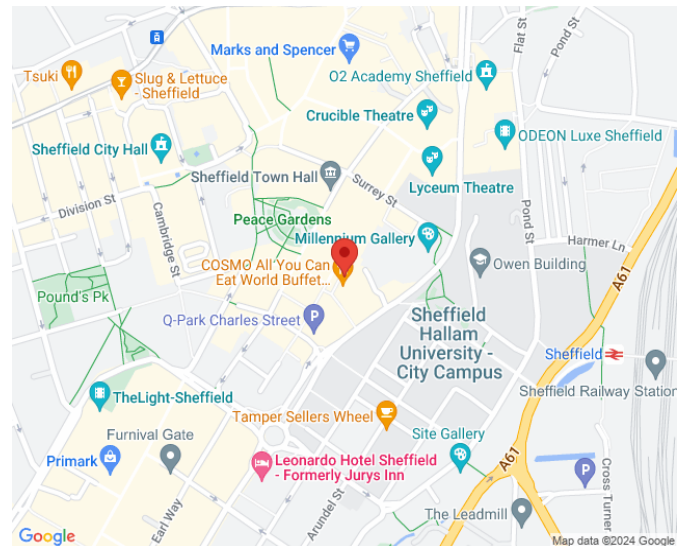 Marks and Spencer
Flat St
Pond St
Tsuki
Slug & Lettuce
- Sheffield
O2 Academy Sheffield
Crucible Theatre
ODEON Luxe Sheffield
Sheffield City Hall
Sheffield Town Hall
Surrey St
Lyceum Theatre
Division St
Cambridge St
Peace Gardens
Millennium Gallery
Pond St
Harmer Ln
A61
COSMO All You Can
Eat World Buffet...
Owen Building
Pound's Pk
Q-Park Charles Street
Sheffield
Hallam
University -
City Campus
Sheffield
Sheffield Railway Station
TheLight-Sheffield
Tamper Sellers Wheel
Furnival Gate
Site Gallery
Primark
Leonardo Hotel Sheffield
- Formerly Jurys Inn
A61
Cross Turner
Earl Way
Arundel St
The Leadmill
Google
Map data ©2024 Google